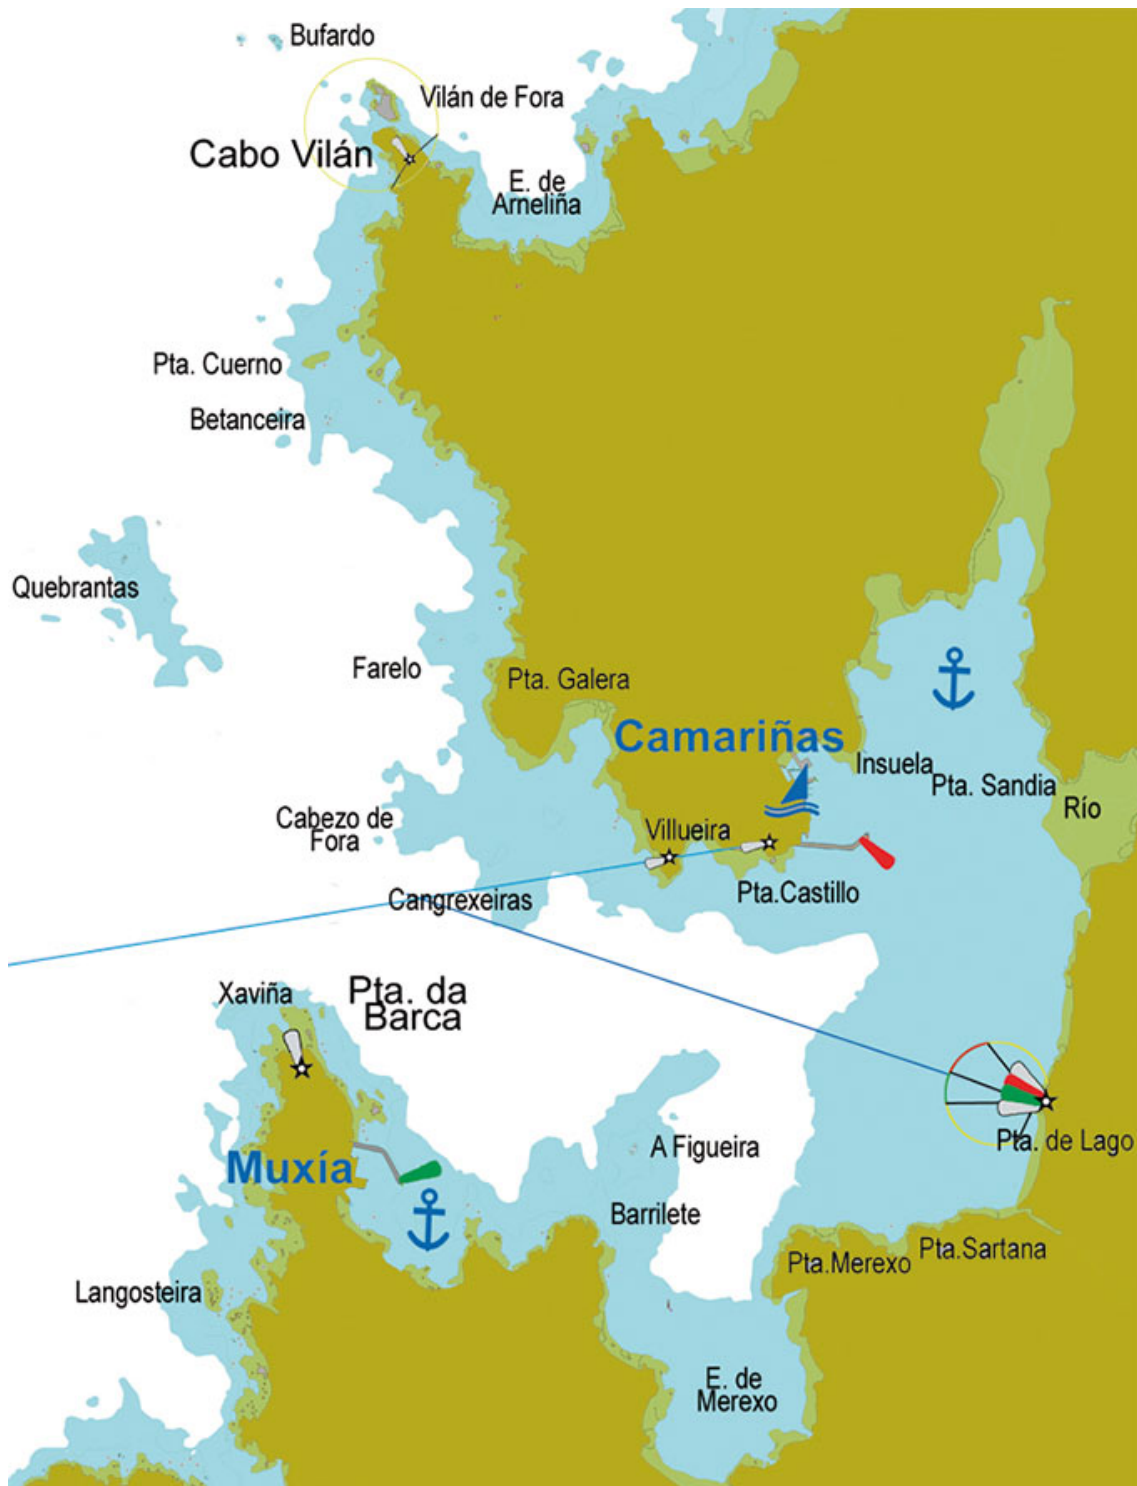 Bufardo
Vilán de Fora
Cabo Vilán
E. de
Arneliña
Pta. Cuerno
Betanceira
Quebrantas
Farelo
Pta. Galera
Camariñas
Insuela
Pta. Sandia
Río
Cabezo de
Fora
Villueira
Pta.Castillo
Cangrexeiras
Xaviña
Pta. da
Barca
Pta. de Lago
A Figueira
Muxía
Barrilete
Pta.Sartana
Pta.Merexo
Langosteira
E. de
Merexo